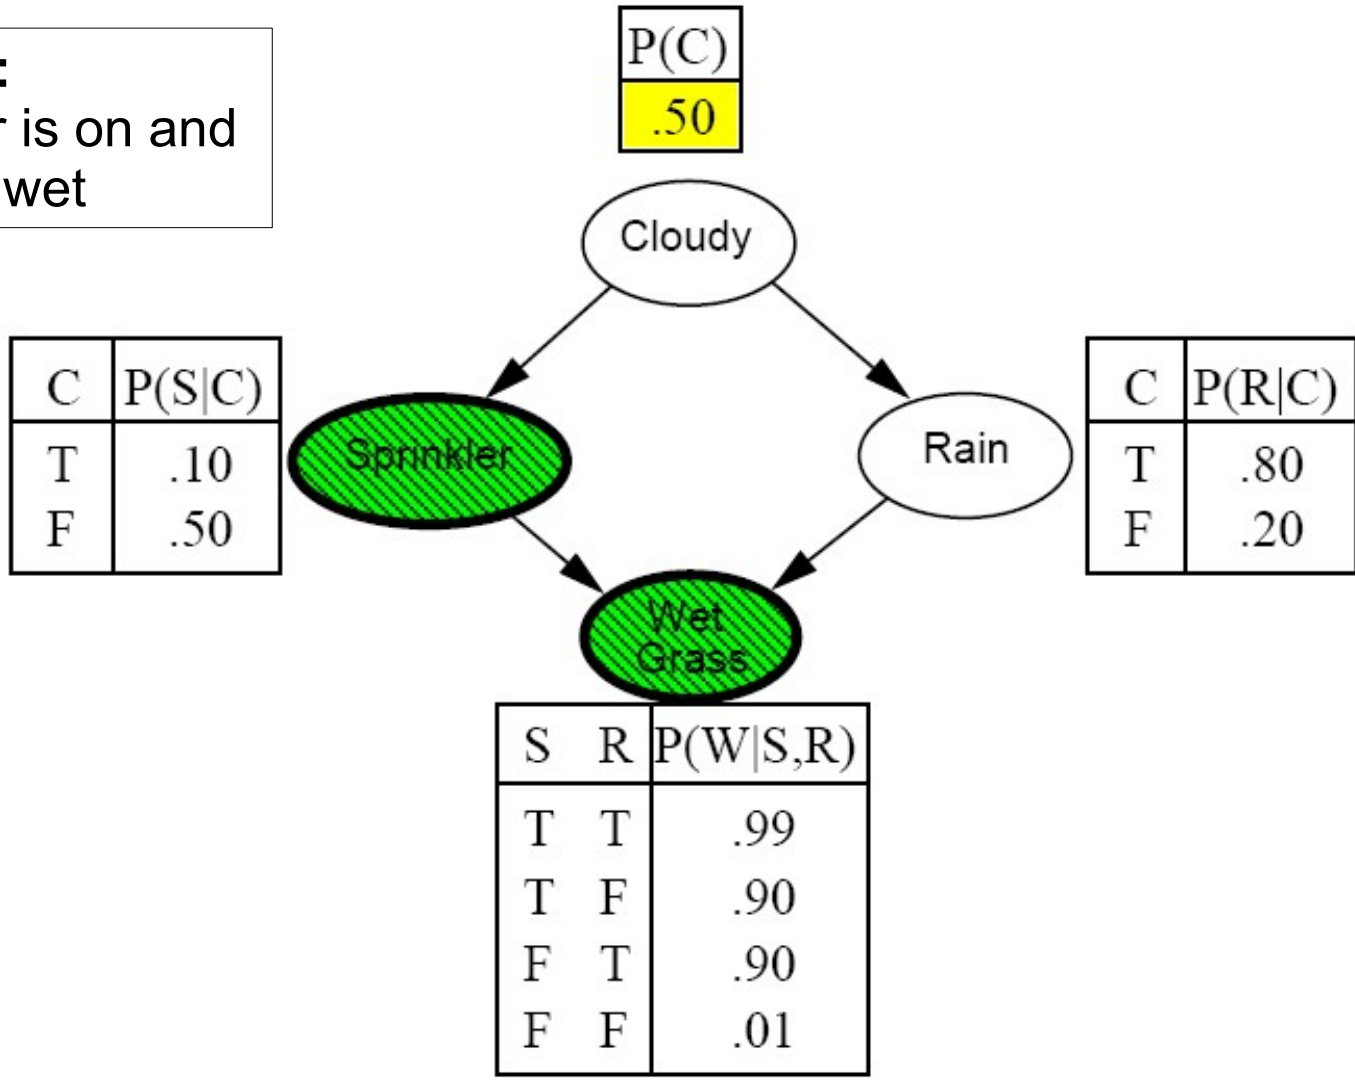 :
r is on and
wet
P(C)
.50
Cloudy
C P(S|C)
T .10
F .50
Sprinkler
Rain
C P(R|C)
T .80
F .20
Wet
Grass
S R P(W|S,R)
T T .99
T F .90
F T .90
F F .01